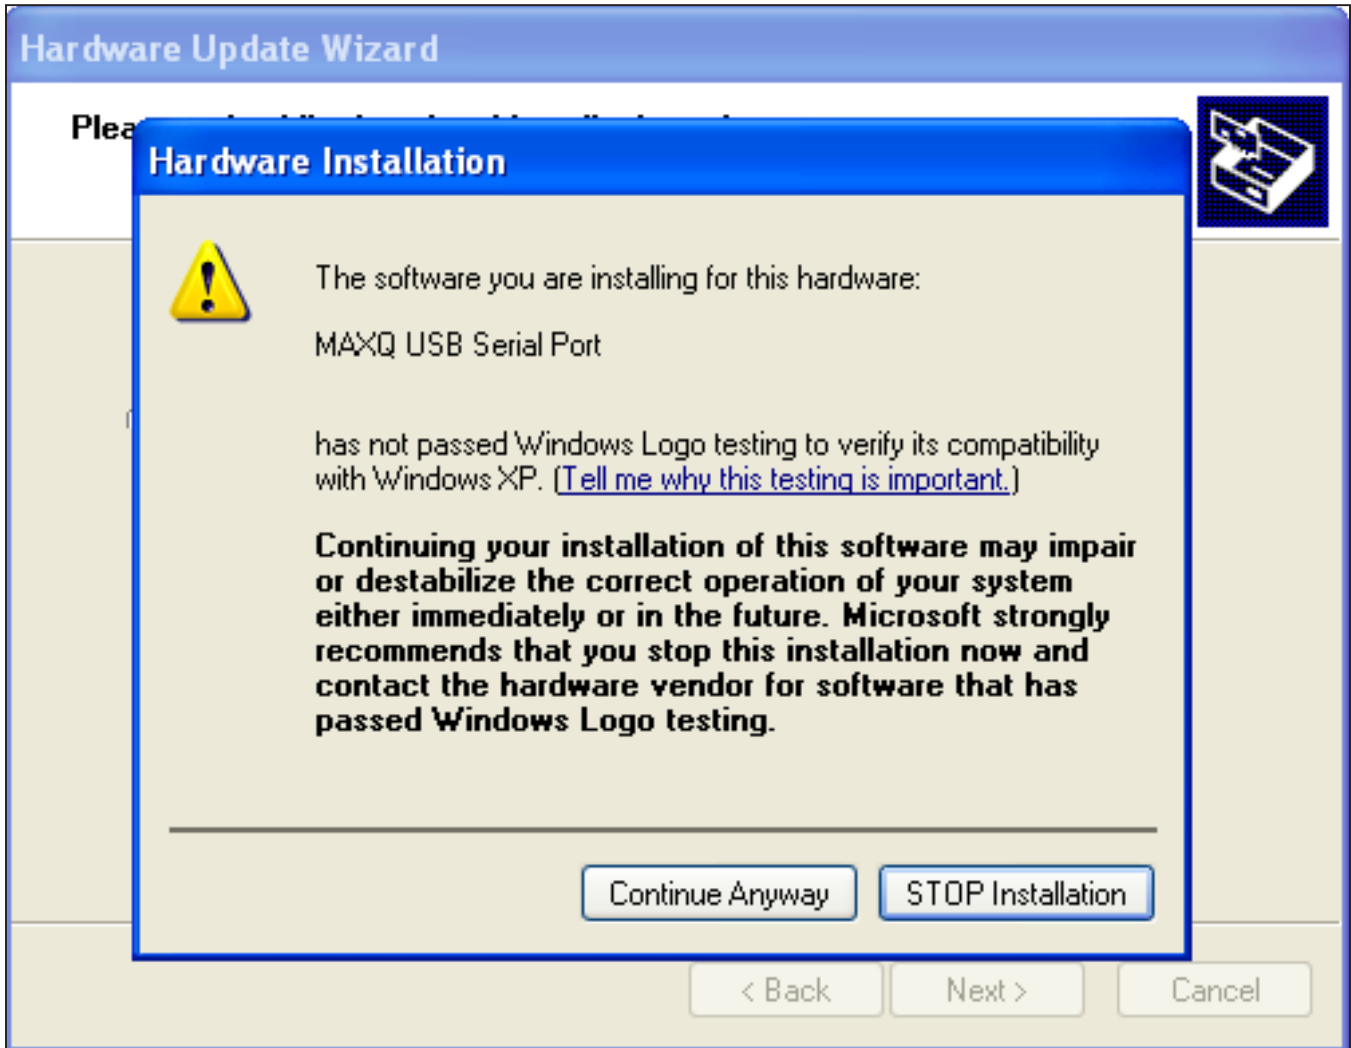 Hardware Update Wizard
Plea
Hardware Installation
The software you are installing for this hardware:
MAXQ USB Serial Port
has not passed Windows Logo testing to verify its compatibility
with Windows XP. (Tell me why this testing is important.)
Continuing your installation of this software may impair
or destabilize the correct operation of your system
either immediately or in the future. Microsoft strongly
recommends that you stop this installation now and
contact the hardware vendor for software that has
passed Windows Logo testing.
Continue Anyway
STOP Installation
< Back
Next >
Cancel